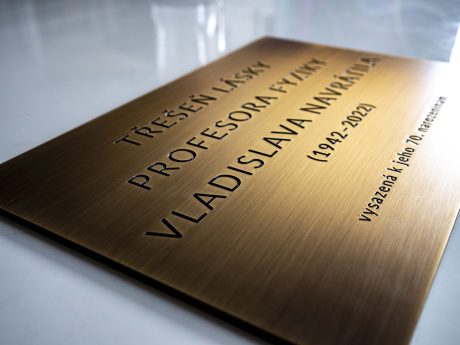 TŘEŠEŇ LÁSKY
PROFESORA FYZIKY
VLADISLAVA NAVRÁTILA
(1942–2022)
vysazená k jeho 70. narozeninám